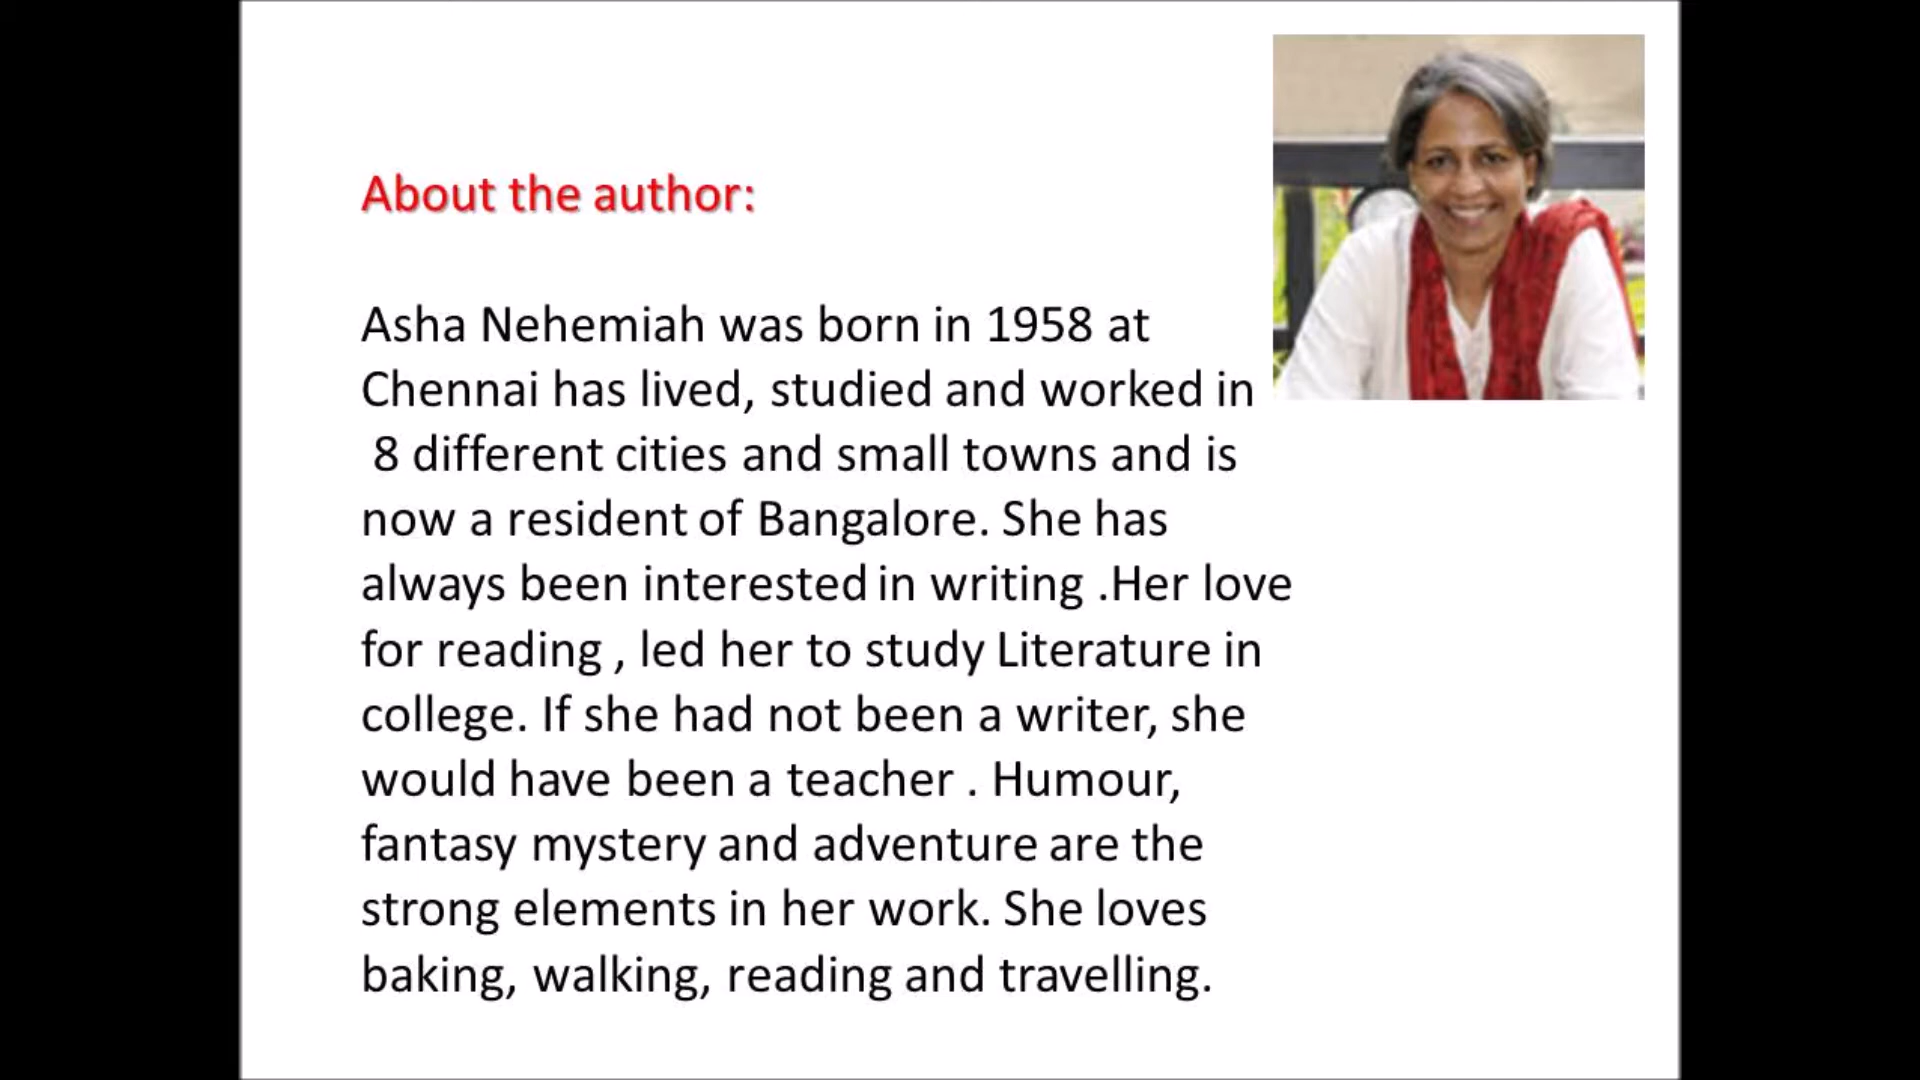 About the author:
Asha Nehemiah was born in 1958 at
Chennai has lived, studied and worked in
8 different cities and small towns and is
now a resident of Bangalore. She has
always been interested in writing .Her love
for reading , led her to study Literature in
college. If she had not been a writer, she
would have been a teacher . Humour,
fantasy mystery and adventure are the
strong elements in her work. She loves
baking, walking, reading and travelling.